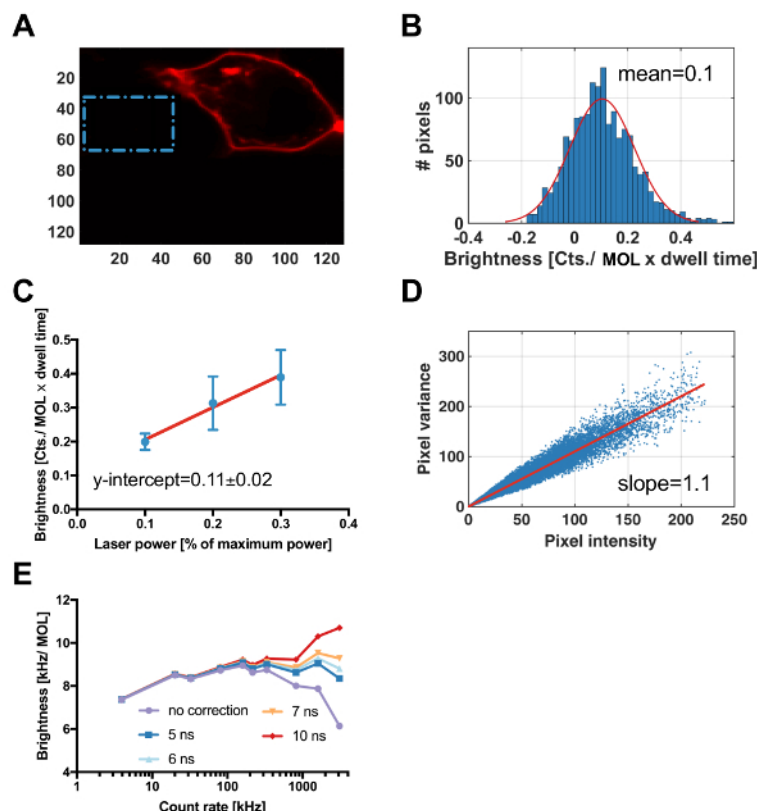 A
20
40
60
80
100
120
20 40 60 80 100 120
B
mean=0.1
# pixels
100
50
0
-0.4 -0.2 0 0.2 0.4
Brightness [Cts./ MOL x dwell time]
C
Brightness [Cts./ MOL x dwell time]
0.5
0.4
0.3
0.2
0.1
0.0
y-intercept=0.11±0.02
0.0 0.1 0.2 0.3 0.4
Laser power [% of maximum power]
D
Pixel variance
300
200
100
0
slope=1.1
0 50 100 150 200 250
Pixel intensity
E
Brightness [kHz/ MOL]
12
10
8
6
4
no correction
5 ns
6 ns
7 ns
10 ns
1 10 100 1000
Count rate [kHz]